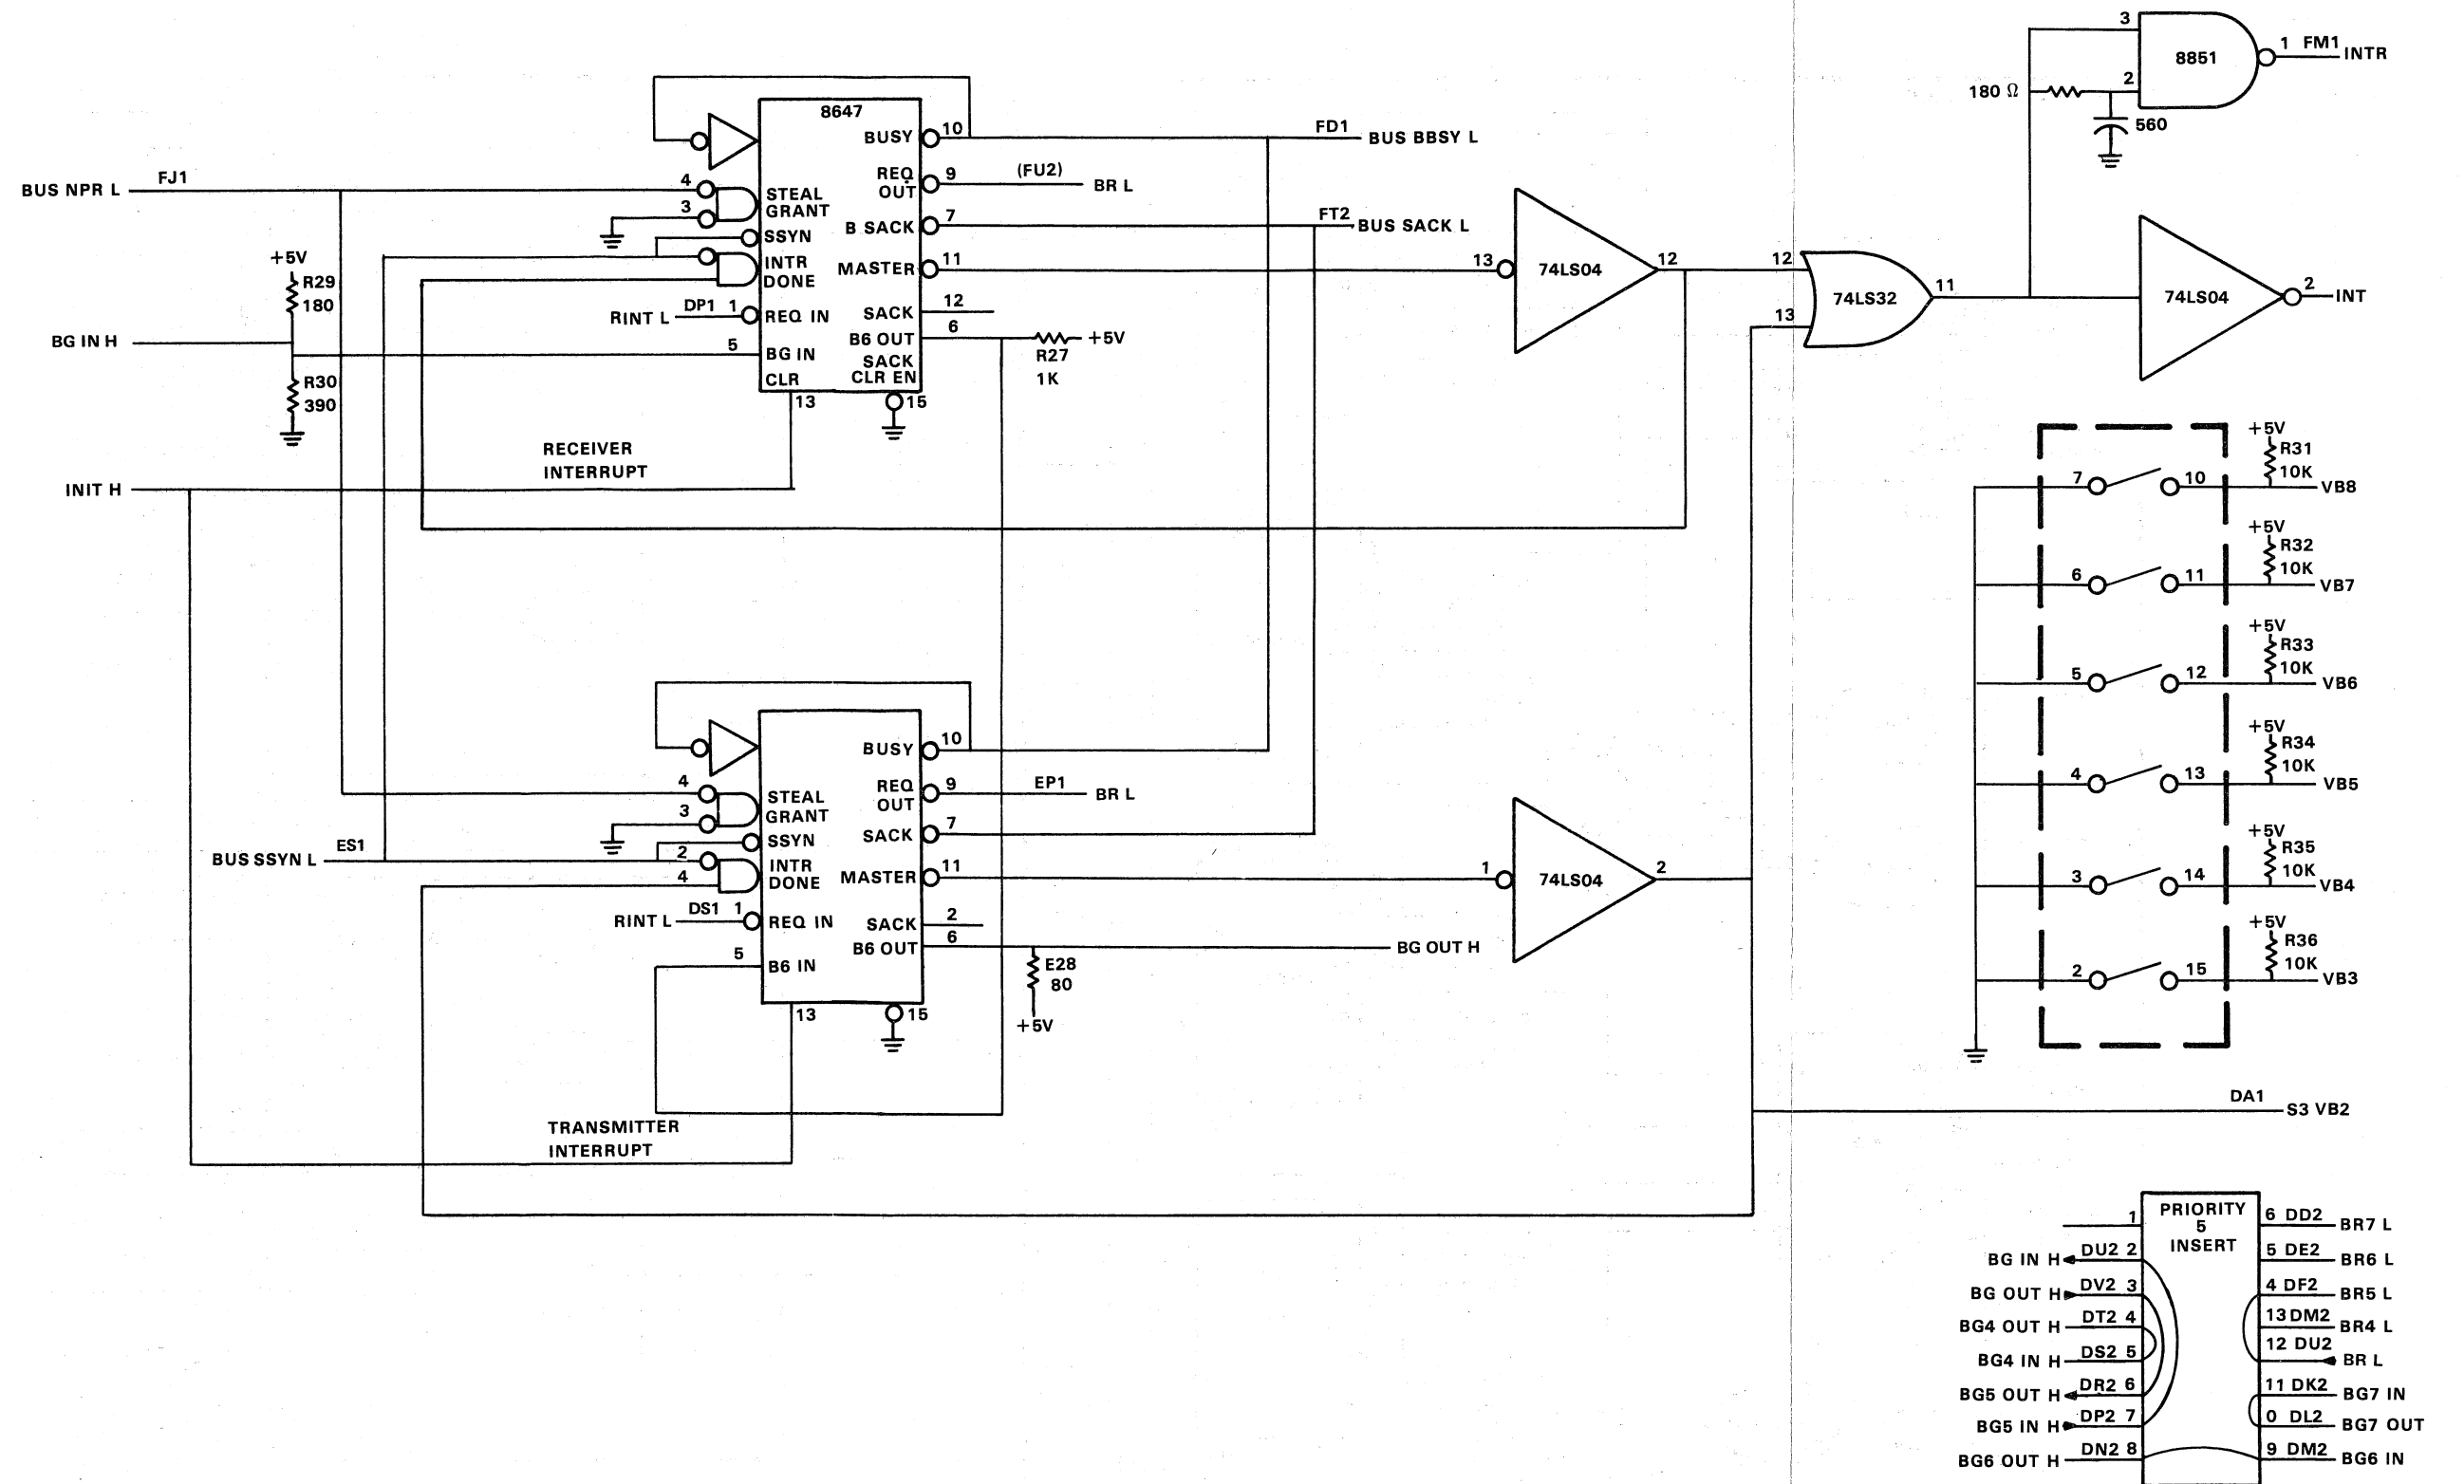 8647
BUSY
10
FD1
BUS BBSY L
REQ
OUT
9
(FU2)
BR L
B SACK
7
FT2
BUS SACK L
MASTER
11
SACK
12
B6 OUT
6
R27
1K
+5V
SACK
CLR EN
15
CLR
13
BUS NPR L
FJ1
4
3
STEAL
GRANT
SSYN
INTR
DONE
RINT L
DP1
1
REQ IN
5
BG IN
+5V
R29
180
BG IN H
R30
390
RECEIVER
INTERRUPT
INIT H
13
74LS04
12
12
13
74LS32
11
3
2
8851
1
FM1
INTR
180 Ω
560
74LS04
2
INT
BUSY
10
REQ
OUT
9
EP1
BR L
SACK
7
MASTER
11
SACK
2
B6 OUT
6
BG OUT H
E28
80
+5V
4
3
STEAL
GRANT
SSYN
BUS SSYN L
ES1
2
4
INTR
DONE
RINT L
DS1
1
REQ IN
5
B6 IN
13
15
TRANSMITTER
INTERRUPT
1
74LS04
2
+5V
R31
10K
7
10
VB8
+5V
R32
10K
6
11
VB7
+5V
R33
10K
5
12
VB6
+5V
R34
10K
4
13
VB5
+5V
R35
10K
3
14
VB4
+5V
R36
10K
2
15
VB3
DA1
S3 VB2
PRIORITY
5
INSERT
1
BG IN H DU2 2
BG OUT H DV2 3
BG4 OUT H DT2 4
BG4 IN H DS2 5
BG5 OUT H DR2 6
BG5 IN H DP2 7
BG6 OUT H DN2 8
6 DD2 BR7 L
5 DE2 BR6 L
4 DF2 BR5 L
13 DM2 BR4 L
12 DU2 BR L
11 DK2 BG7 IN
0 DL2 BG7 OUT
9 DM2 BG6 IN